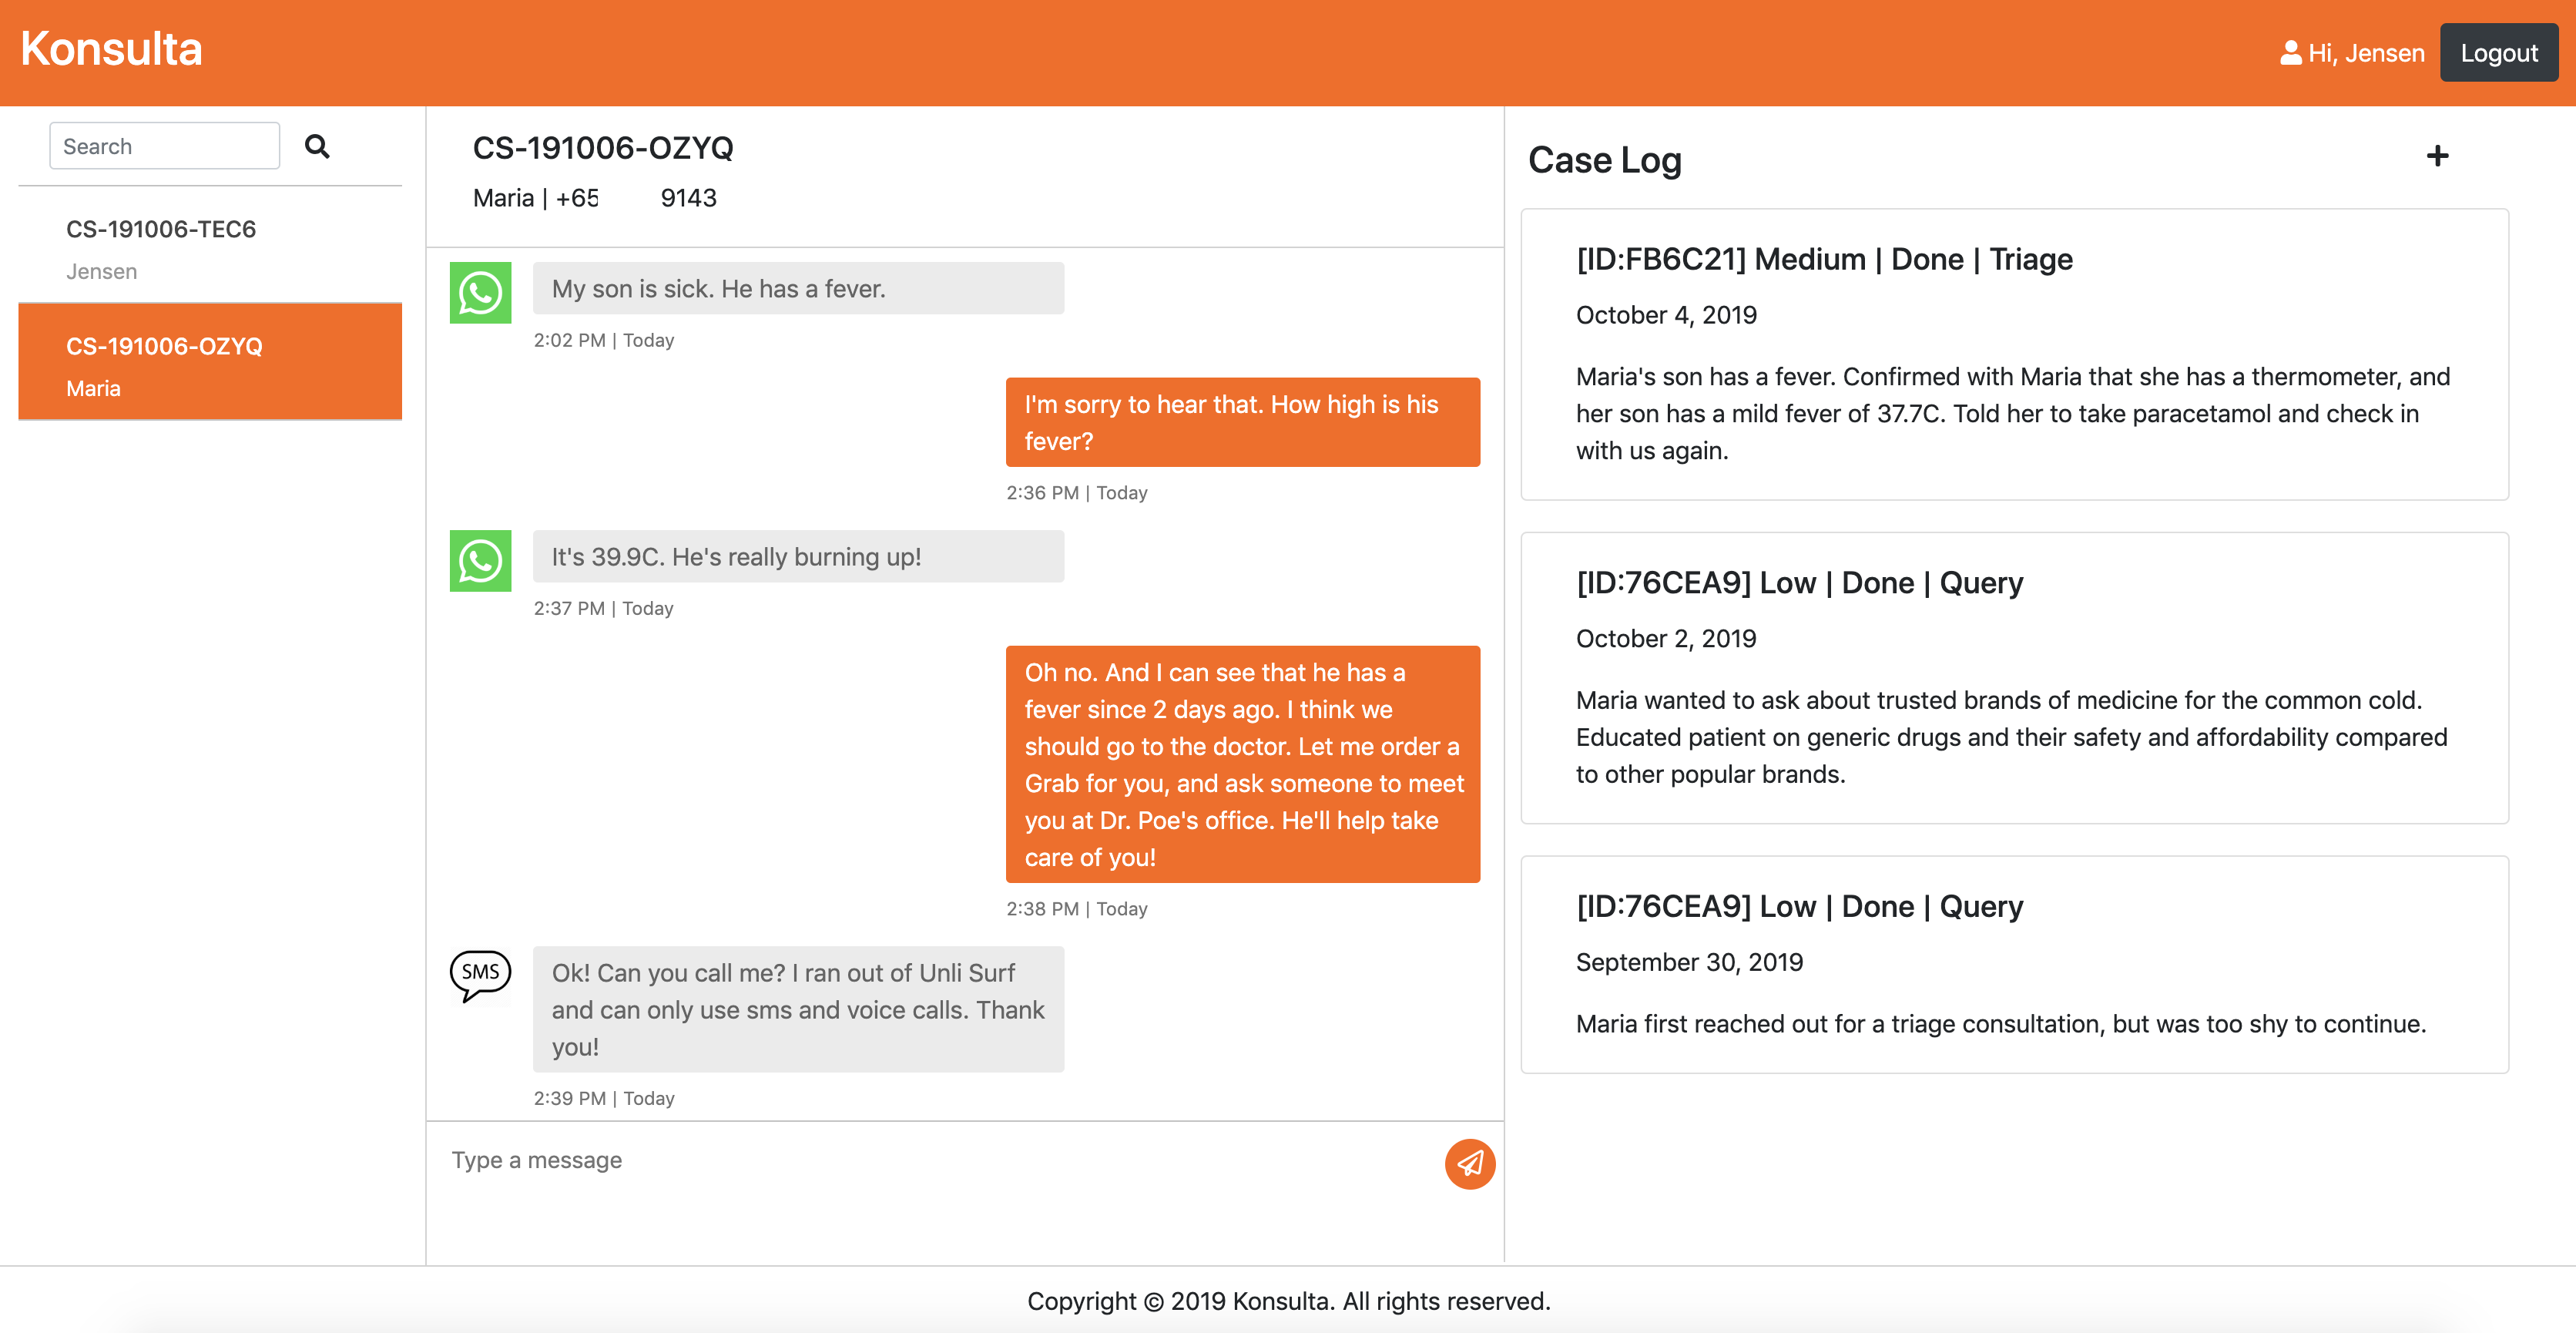 Konsulta
Hi, Jensen
Logout
Search
CS-191006-TEC6
Jensen
CS-191006-OZYQ
Maria
CS-191006-OZYQ
Maria | +65 9143
My son is sick. He has a fever.
2:02 PM | Today
I'm sorry to hear that. How high is his
fever?
2:36 PM | Today
It's 39.9C. He's really burning up!
2:37 PM | Today
Oh no. And I can see that he has a
fever since 2 days ago. I think we
should go to the doctor. Let me order a
Grab for you, and ask someone to meet
you at Dr. Poe's office. He'll help take
care of you!
2:38 PM | Today
SMS
Ok! Can you call me? I ran out of Unli Surf
and can only use sms and voice calls. Thank
you!
2:39 PM | Today
Type a message
Case Log
[ID:FB6C21] Medium | Done | Triage
October 4, 2019
Maria's son has a fever. Confirmed with Maria that she has a thermometer, and
her son has a mild fever of 37.7C. Told her to take paracetamol and check in
with us again.
[ID:76CEA9] Low | Done | Query
October 2, 2019
Maria wanted to ask about trusted brands of medicine for the common cold.
Educated patient on generic drugs and their safety and affordability compared
to other popular brands.
[ID:76CEA9] Low | Done | Query
September 30, 2019
Maria first reached out for a triage consultation, but was too shy to continue.
Copyright © 2019 Konsulta. All rights reserved.